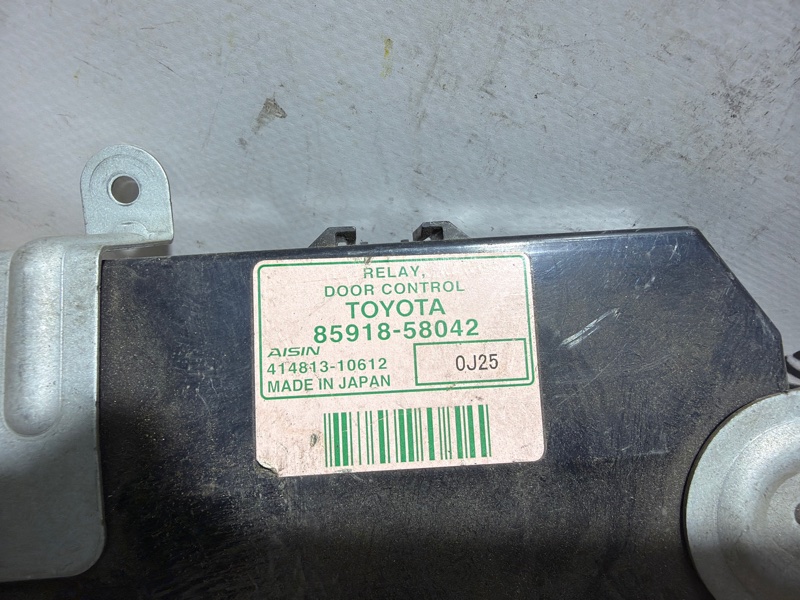 RELAY,
DOOR CONTROL
TOYOTA
85918-58042
AISIN
414813-10612
MADE IN JAPAN
0J25